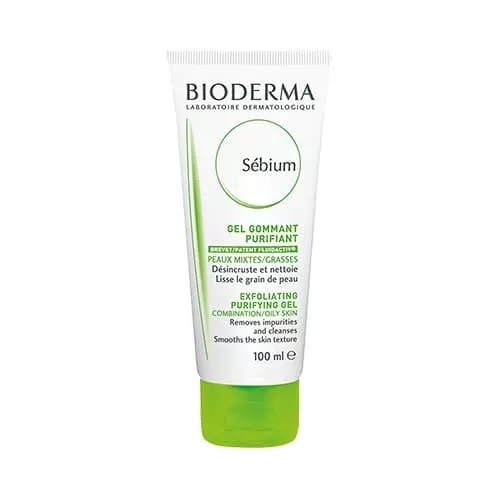 BIODERMA
LABORATOIRE DERMATOLOGIQUE
Sébium
GEL GOMMANT
PURIFIANT
BREVET/PATENT FLUIDACTIV®
PEAUX MIXTES/GRASSES
Désincruste et nettoie
Lisse le grain de peau
EXFOLIATING
PURIFYING GEL
COMBINATION/OILY SKIN
Removes impurities
and cleanses
Smooths the skin texture
100 ml ℮